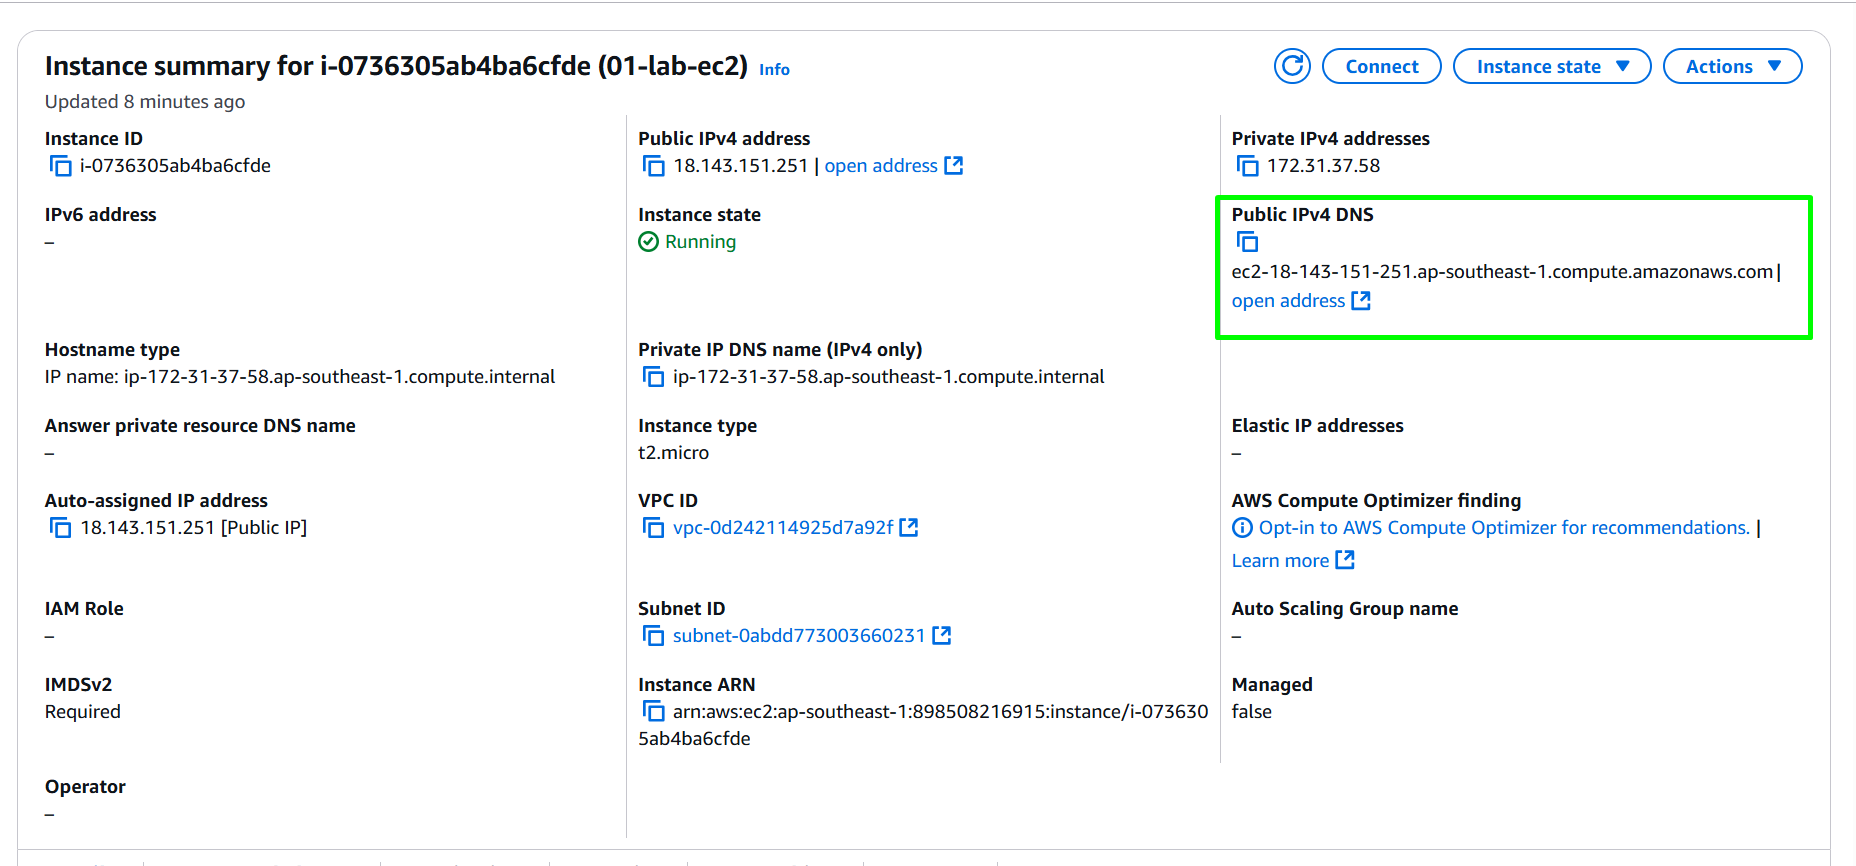 Instance summary for i-0736305ab4ba6cfde (01-lab-ec2) Info
Connect
Instance state
Actions
Updated 8 minutes ago
Instance ID
i-0736305ab4ba6cfde
Public IPv4 address
18.143.151.251 | open address
Private IPv4 addresses
172.31.37.58
IPv6 address
–
Instance state
Running
Public IPv4 DNS
ec2-18-143-151-251.ap-southeast-1.compute.amazonaws.com |
open address
Hostname type
IP name: ip-172-31-37-58.ap-southeast-1.compute.internal
Private IP DNS name (IPv4 only)
ip-172-31-37-58.ap-southeast-1.compute.internal
Answer private resource DNS name
–
Instance type
t2.micro
Elastic IP addresses
–
Auto-assigned IP address
18.143.151.251 [Public IP]
VPC ID
vpc-0d242114925d7a92f
AWS Compute Optimizer finding
Opt-in to AWS Compute Optimizer for recommendations. |
Learn more
IAM Role
–
Subnet ID
subnet-0abdd773003660231
Auto Scaling Group name
–
IMDSv2
Required
Instance ARN
arn:aws:ec2:ap-southeast-1:898508216915:instance/i-073630
5ab4ba6cfde
Managed
false
Operator
–